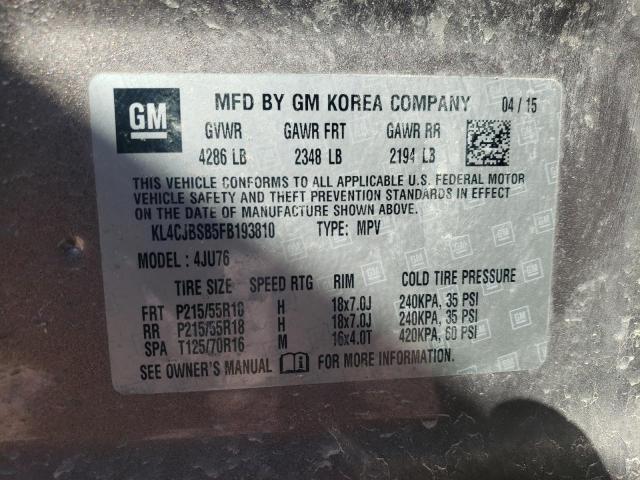 GM MFD BY GM KOREA COMPANY 04 / 15
GVWR GAWR FRT GAWR RR
4286 LB 2348 LB 2194 LB
THIS VEHICLE CONFORMS TO ALL APPLICABLE U.S. FEDERAL MOTOR
VEHICLE SAFETY AND THEFT PREVENTION STANDARDS IN EFFECT
ON THE DATE OF MANUFACTURE SHOWN ABOVE.
KL4CJBSB5FB193810 TYPE: MPV
MODEL : 4JU76
TIRE SIZE SPEED RTG RIM COLD TIRE PRESSURE
FRT P215/55R18 H 18x7.0J 240KPA, 35 PSI
RR P215/55R18 H 18x7.0J 240KPA, 35 PSI
SPA T125/70R16 M 16x4.0T 420KPA, 60 PSI
SEE OWNER'S MANUAL FOR MORE INFORMATION.